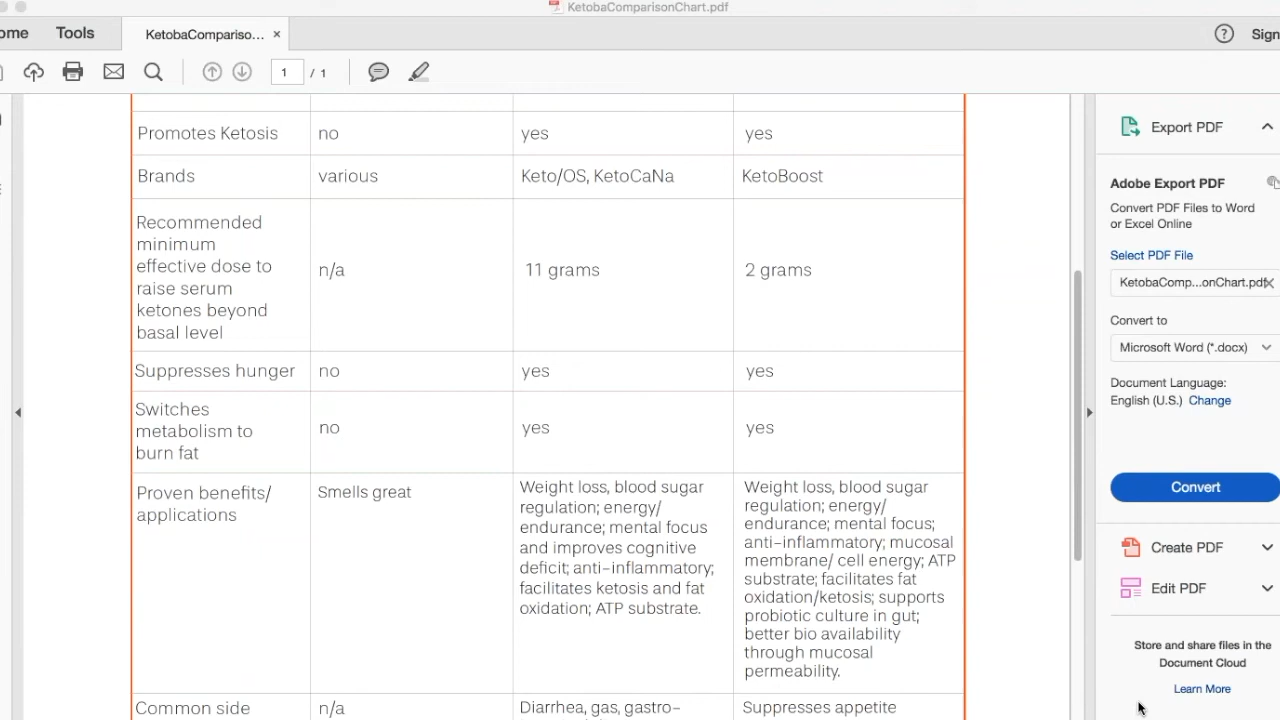 KetobaComparisonChart.pdf
ome Tools KetobaCompariso... × Sign
1 / 1
Promotes Ketosis no yes yes
Brands various Keto/OS, KetoCaNa KetoBoost
Recommended
minimum
effective dose to
raise serum
ketones beyond
basal level
n/a 11 grams 2 grams
Suppresses hunger no yes yes
Switches
metabolism to
burn fat
no yes yes
Proven benefits/
applications
Smells great
Weight loss, blood sugar
regulation; energy/
endurance; mental focus
and improves cognitive
deficit; anti-inflammatory;
facilitates ketosis and fat
oxidation; ATP substrate.
Weight loss, blood sugar
regulation; energy/
endurance; mental focus;
anti-inflammatory; mucosal
membrane/ cell energy; ATP
substrate; facilitates fat
oxidation/ketosis; supports
probiotic culture in gut;
better bio availability
through mucosal
permeability.
Common side n/a Diarrhea, gas, gastro- Suppresses appetite
Export PDF
Adobe Export PDF
Convert PDF Files to Word
or Excel Online
Select PDF File
KetobaComp...onChart.pdf
Convert to
Microsoft Word (*.docx)
Document Language:
English (U.S.) Change
Convert
Create PDF
Edit PDF
Store and share files in the
Document Cloud
Learn More